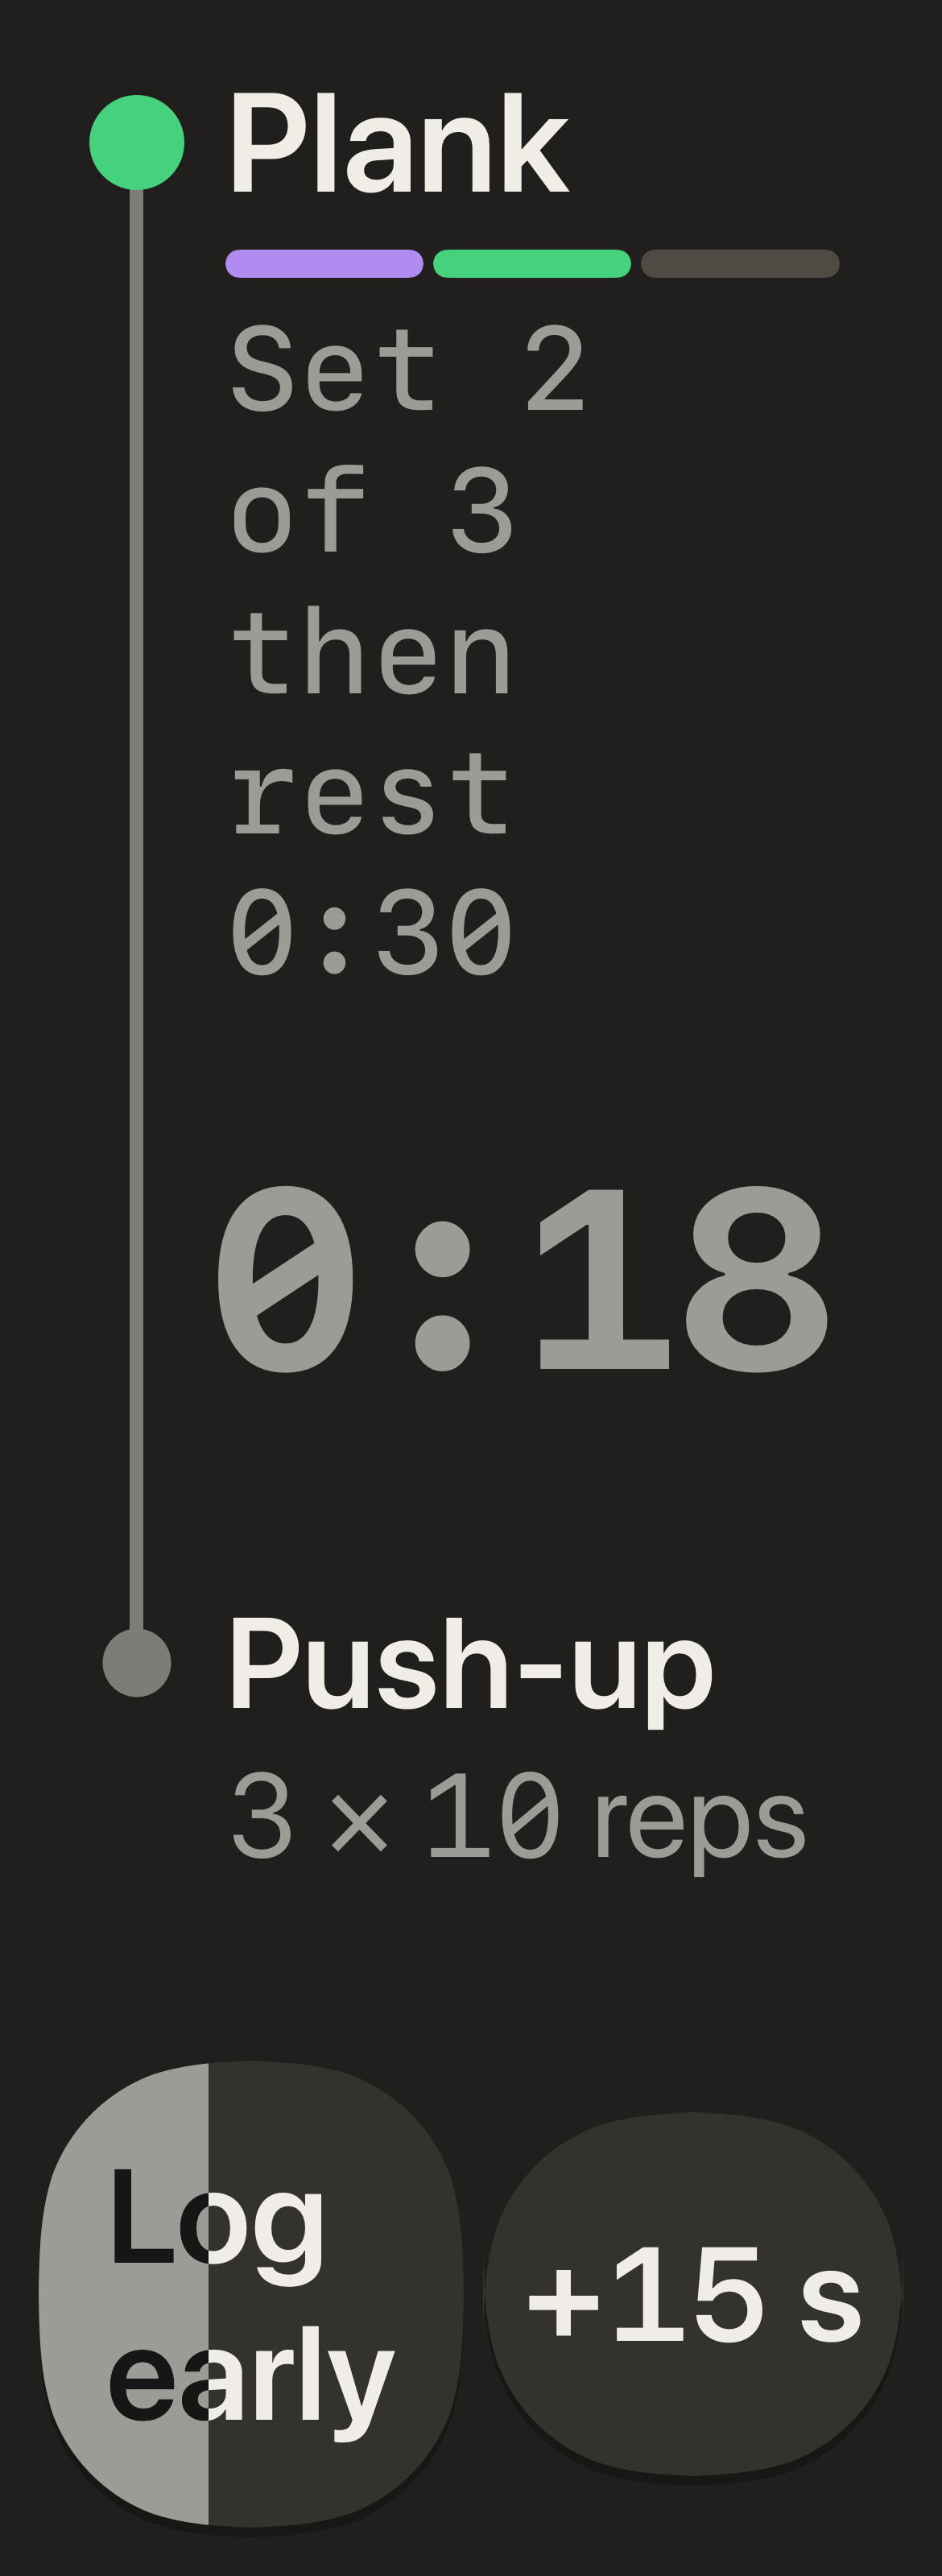 Plank
Set 2
of 3
then
rest
0:30
0:18
Push-up
3 × 10 reps
Log
early
+15 s